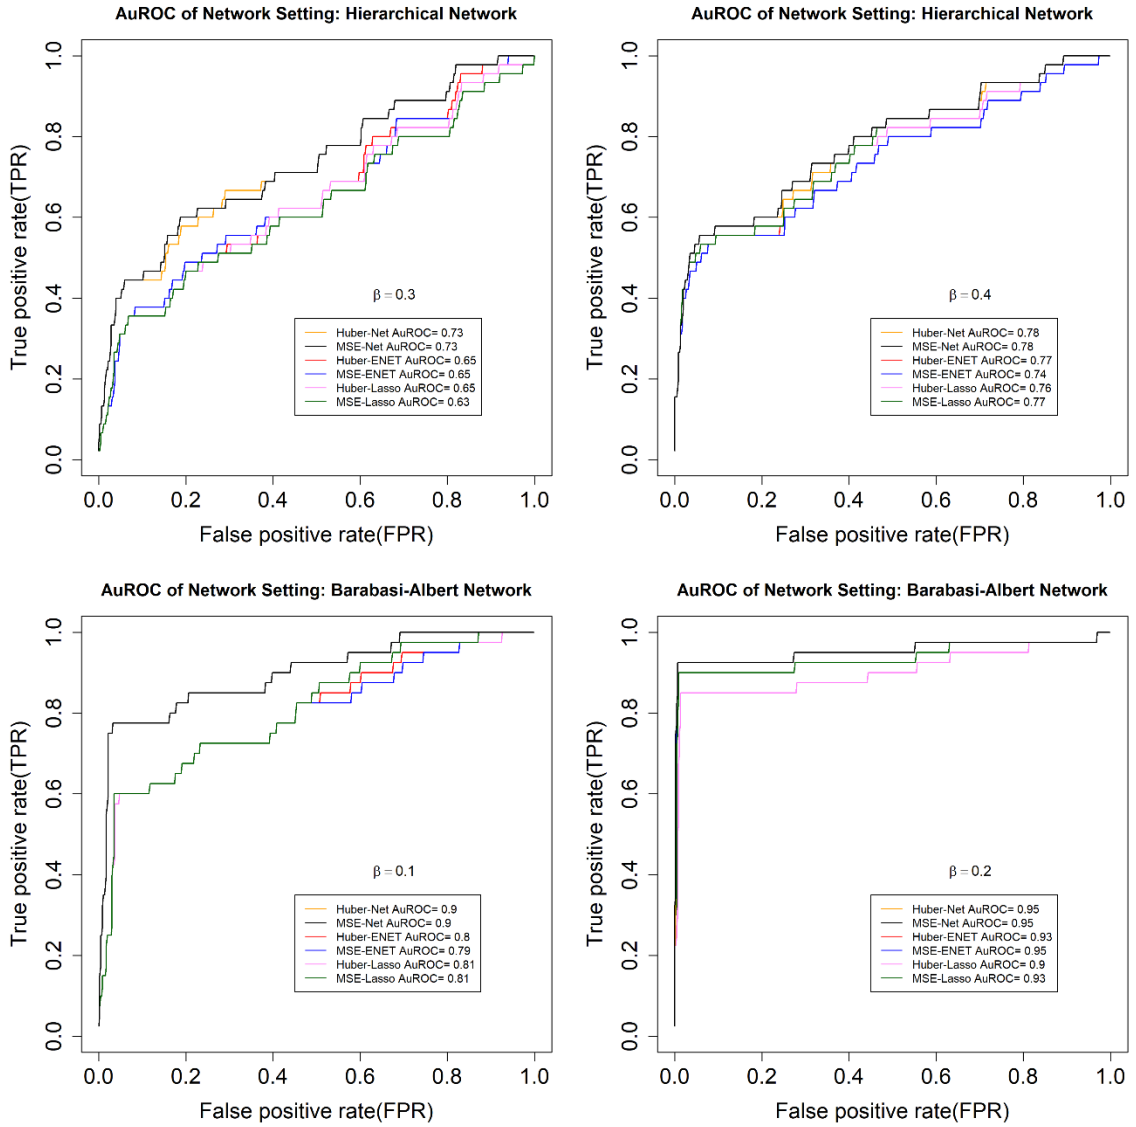 AuROC of Network Setting: Hierarchical Network
True positive rate(TPR)
0.0 0.2 0.4 0.6 0.8 1.0
β = 0.3
Huber-Net AuROC= 0.73
MSE-Net AuROC= 0.73
Huber-ENET AuROC= 0.65
MSE-ENET AuROC= 0.65
Huber-Lasso AuROC= 0.65
MSE-Lasso AuROC= 0.63
0.0 0.2 0.4 0.6 0.8 1.0
False positive rate(FPR)
AuROC of Network Setting: Hierarchical Network
True positive rate(TPR)
0.0 0.2 0.4 0.6 0.8 1.0
β = 0.4
Huber-Net AuROC= 0.78
MSE-Net AuROC= 0.78
Huber-ENET AuROC= 0.77
MSE-ENET AuROC= 0.74
Huber-Lasso AuROC= 0.76
MSE-Lasso AuROC= 0.77
0.0 0.2 0.4 0.6 0.8 1.0
False positive rate(FPR)
AuROC of Network Setting: Barabasi-Albert Network
True positive rate(TPR)
0.0 0.2 0.4 0.6 0.8 1.0
β = 0.1
Huber-Net AuROC= 0.9
MSE-Net AuROC= 0.9
Huber-ENET AuROC= 0.8
MSE-ENET AuROC= 0.79
Huber-Lasso AuROC= 0.81
MSE-Lasso AuROC= 0.81
0.0 0.2 0.4 0.6 0.8 1.0
False positive rate(FPR)
AuROC of Network Setting: Barabasi-Albert Network
True positive rate(TPR)
0.0 0.2 0.4 0.6 0.8 1.0
β = 0.2
Huber-Net AuROC= 0.95
MSE-Net AuROC= 0.95
Huber-ENET AuROC= 0.93
MSE-ENET AuROC= 0.95
Huber-Lasso AuROC= 0.9
MSE-Lasso AuROC= 0.93
0.0 0.2 0.4 0.6 0.8 1.0
False positive rate(FPR)